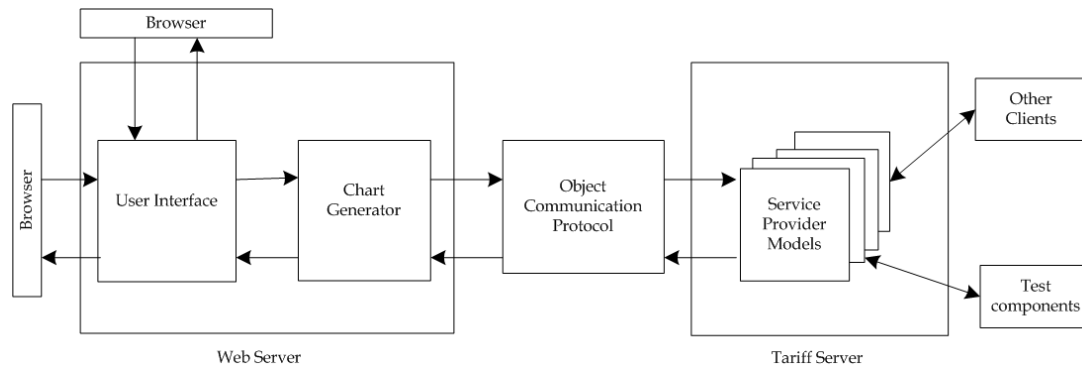 Browser
Browser
User Interface
Chart
Generator
Object
Communication
Protocol
Service
Provider
Models
Other
Clients
Test
components
Web Server
Tariff Server